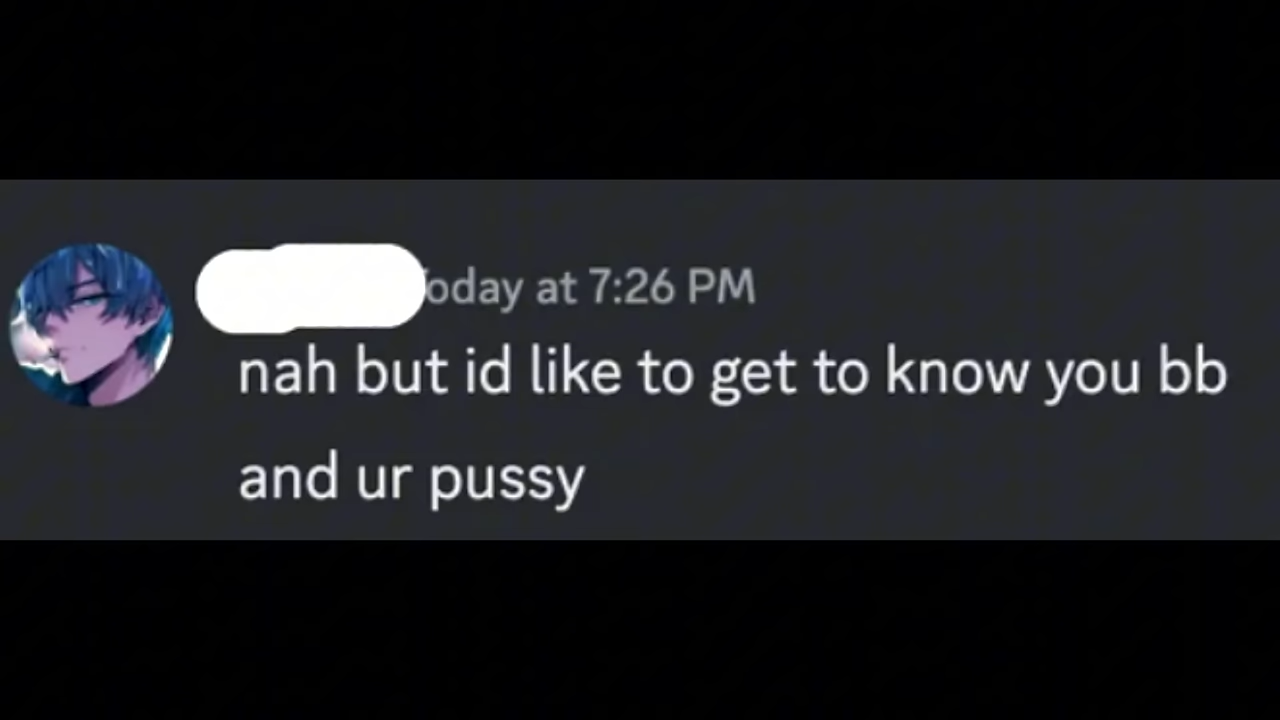 oday at 7:26 PM
nah but id like to get to know you bb
and ur pussy